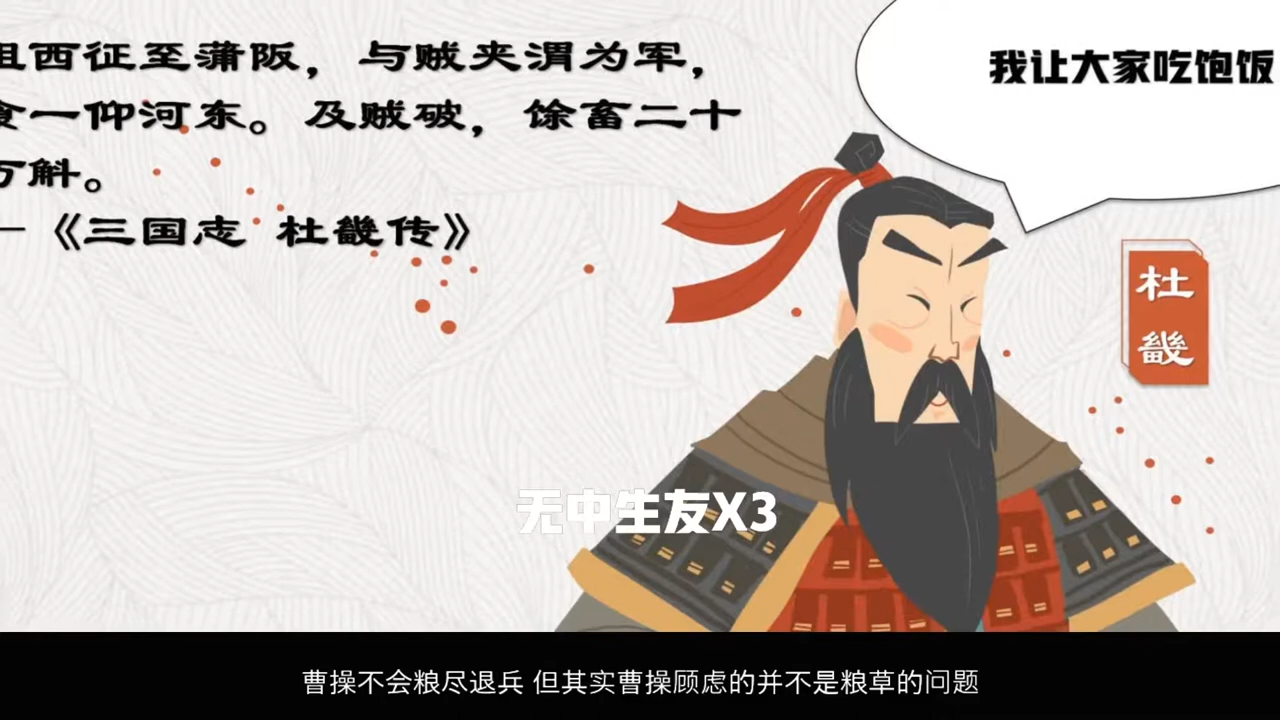 西征至蒲阪，与贼夹渭为军，
食一仰河东。及贼破，馀畜二十
万斛。
—《三国志 杜畿传》
我让大家吃饱饭
杜
畿
无中生友X3
曹操不会粮尽退兵 但其实曹操顾虑的并不是粮草的问题